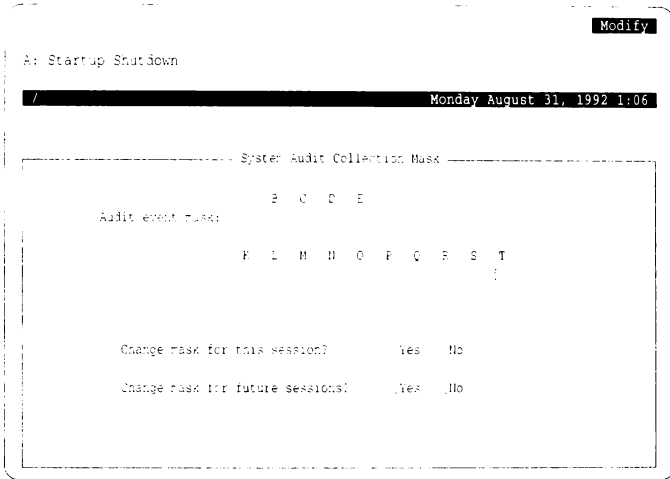 Modify
A: Startup Shutdown
/ Monday August 31, 1992 1:06
System Audit Collection Mask
B C D E
Audit event mask:
K L M N O P Q R S T
Change mask for this session? Yes No
Change mask for future sessions? Yes No